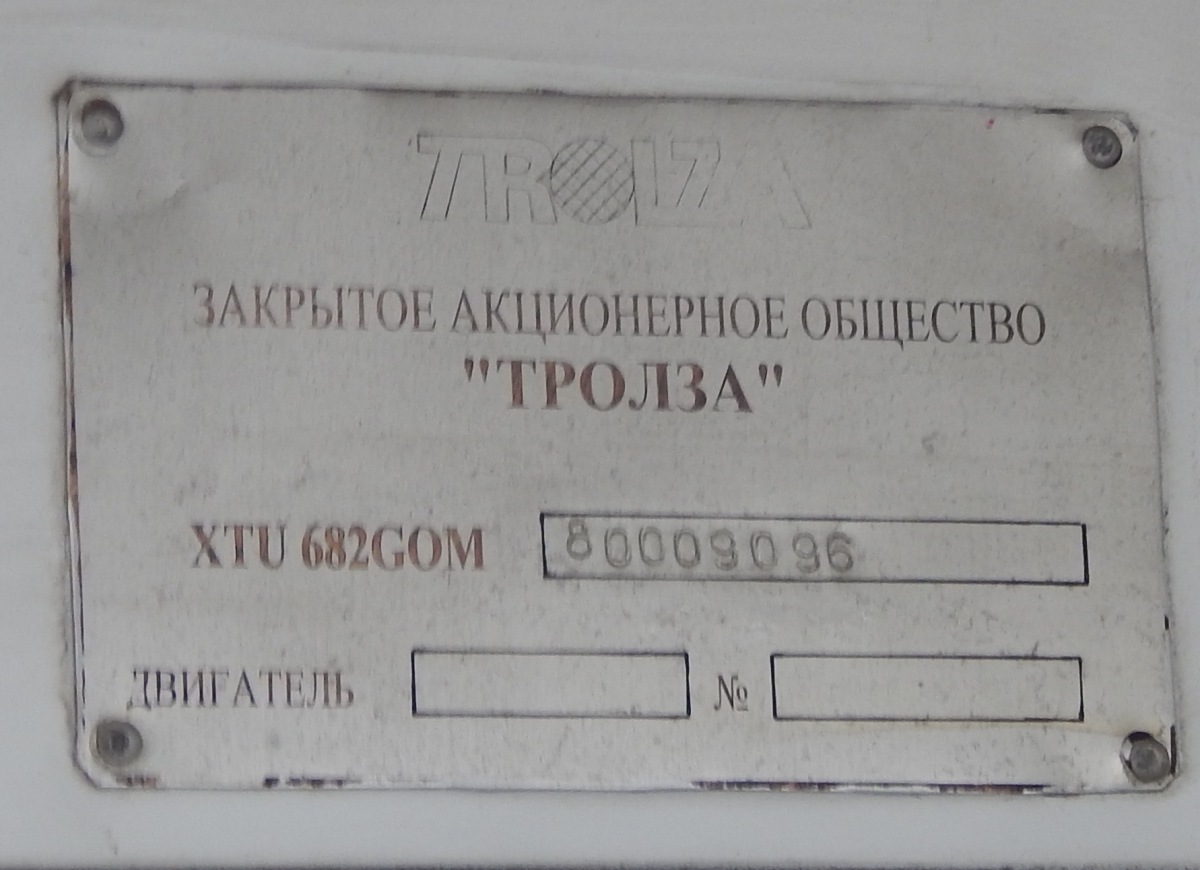 TROLZA
ЗАКРЫТОЕ АКЦИОНЕРНОЕ ОБЩЕСТВО
"ТРОЛЗА"
XTU 682GOM 80009096
ДВИГАТЕЛЬ №